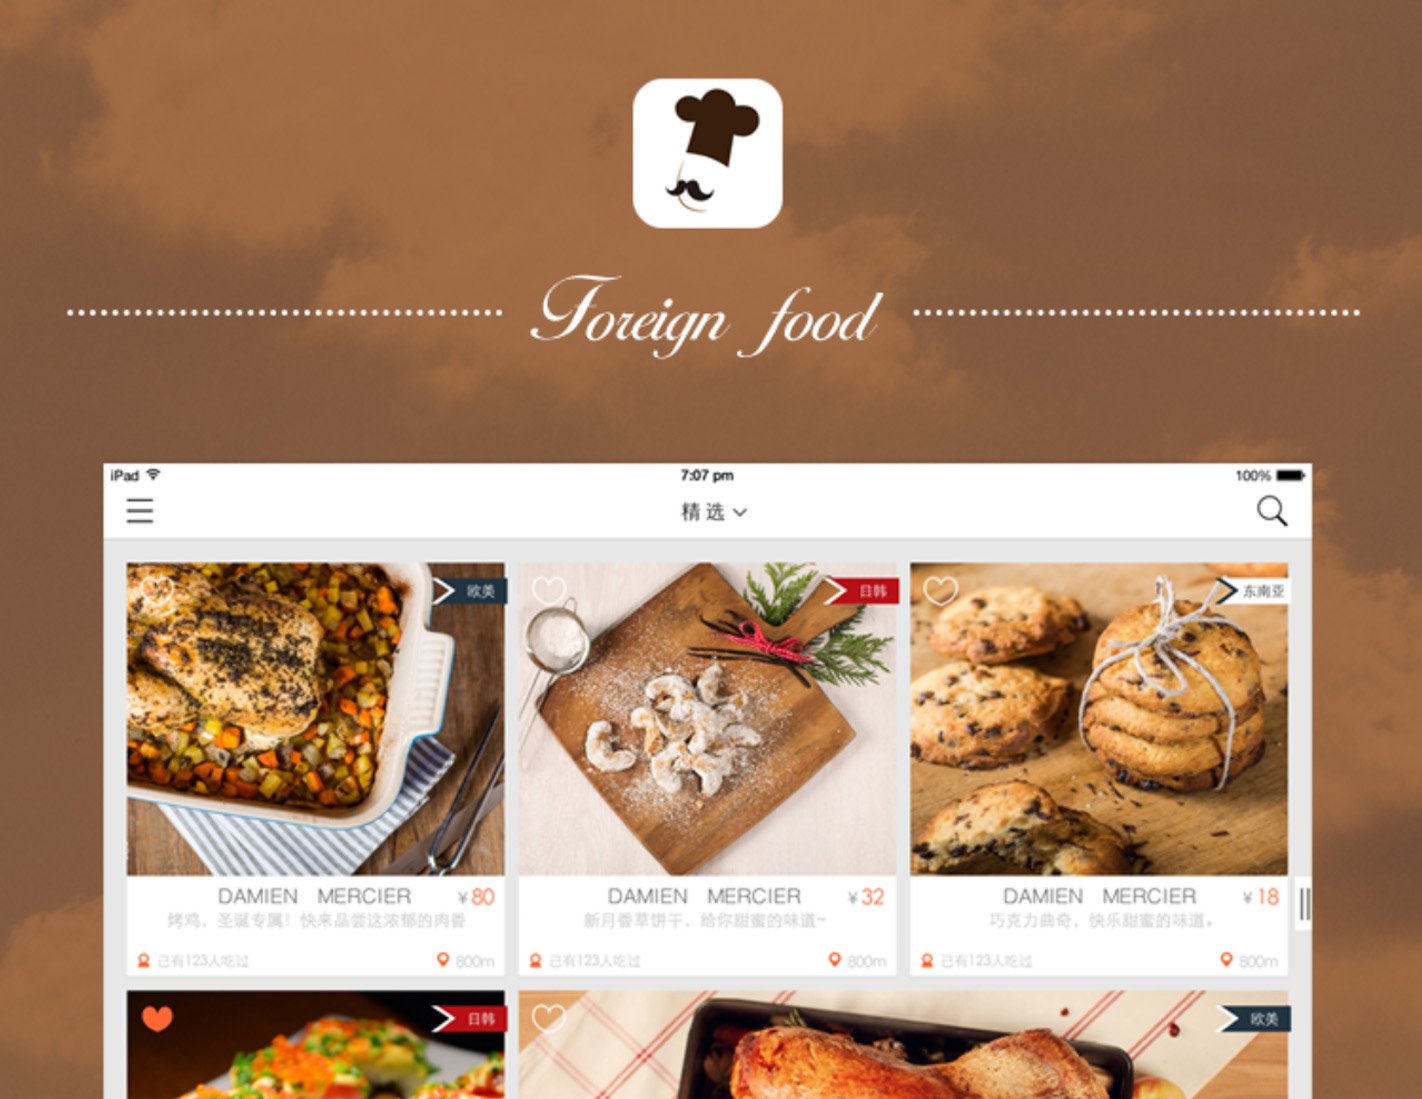 Foreign food
iPad 7:07 pm 100%
精选
欧美
日韩
东南亚
DAMIEN MERCIER ¥80
烤鸡，圣诞专属！快来品尝这浓郁的肉香
已有123人吃过 800m
DAMIEN MERCIER ¥32
新月香草饼干，给你甜蜜的味道~
已有123人吃过 800m
DAMIEN MERCIER ¥18
巧克力曲奇，快乐甜蜜的味道。
已有123人吃过 800m
日韩
欧美